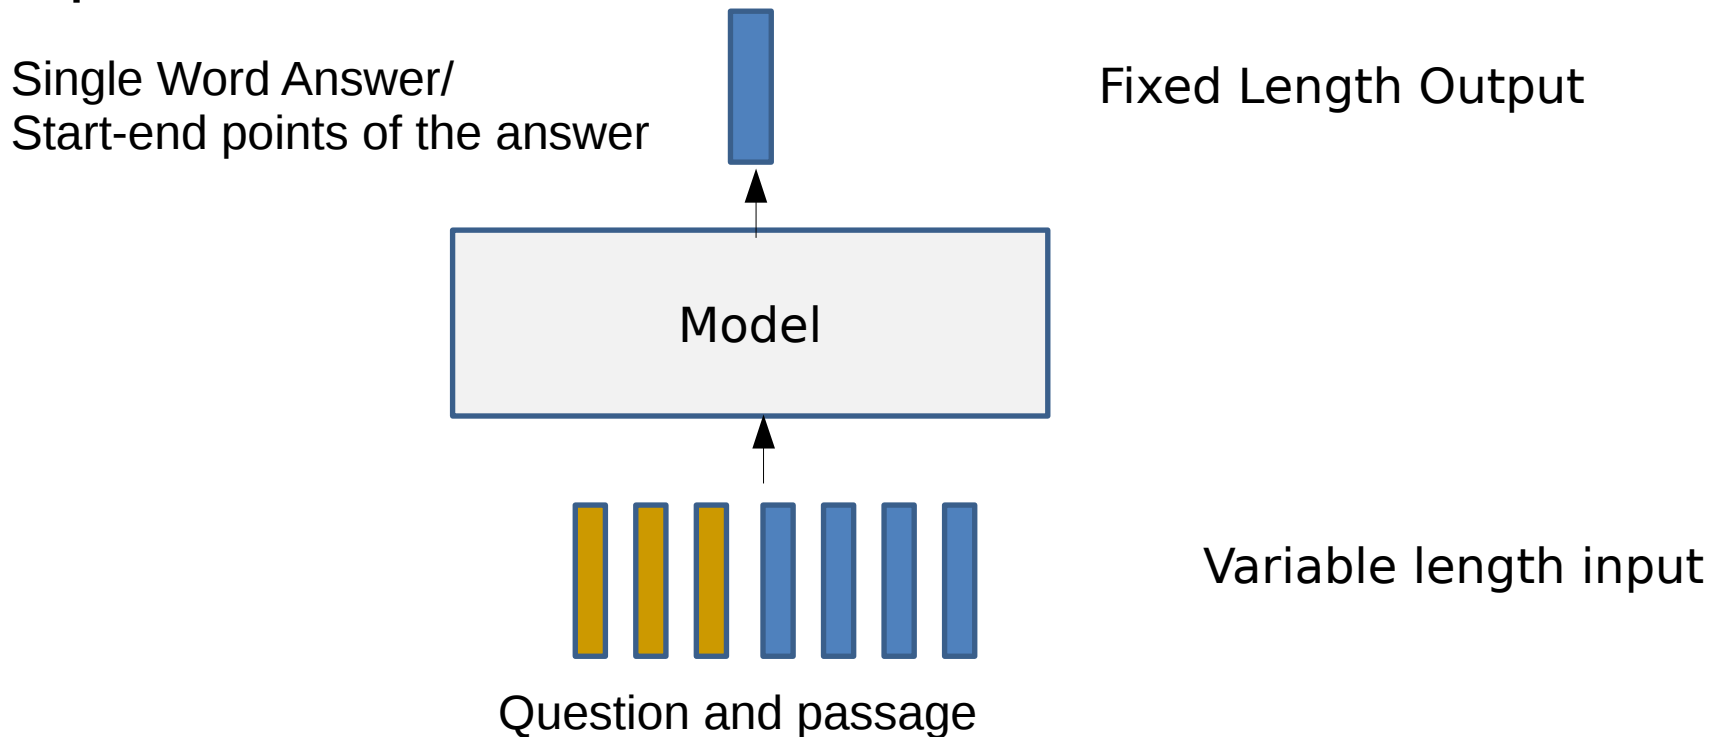 Single Word Answer/
Start-end points of the answer
Fixed Length Output
Model
Variable length input
Question and passage